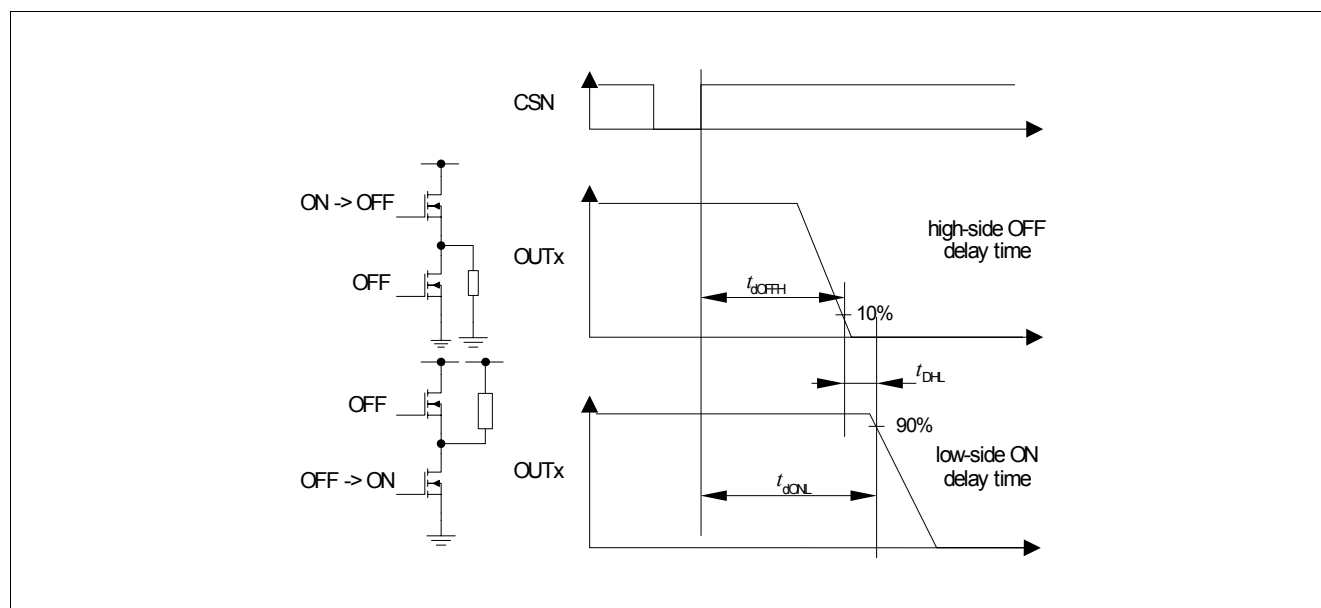 CSN
ON -> OFF
OFF
OUTx
high-side OFF
delay time
tdOFFH
10%
tDHL
OFF
OFF -> ON
OUTx
90%
low-side ON
delay time
tdONL